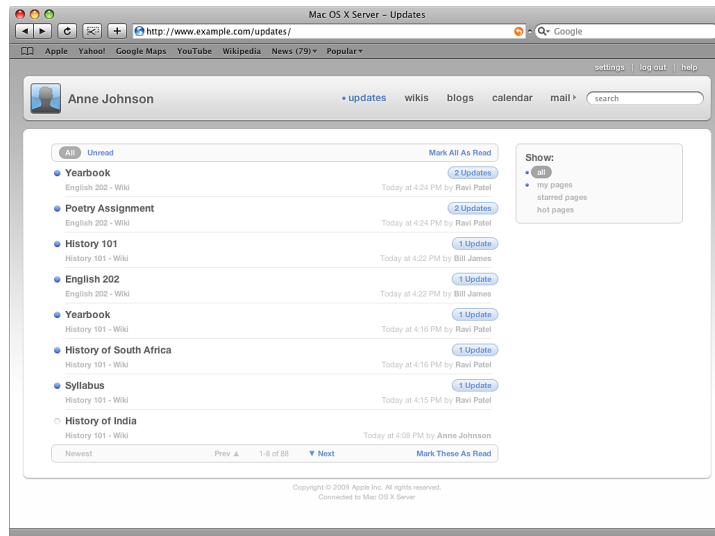 Mac OS X Server – Updates
http://www.example.com/updates/
Google
Apple Yahoo! Google Maps YouTube Wikipedia News (79)▾ Popular▾
settings | log out | help
Anne Johnson
• updates wikis blogs calendar mail search
All Unread Mark All As Read
Yearbook 2 Updates
English 202 - Wiki Today at 4:24 PM by Ravi Patel
Poetry Assignment 2 Updates
English 202 - Wiki Today at 4:24 PM by Ravi Patel
History 101 1 Update
History 101 - Wiki Today at 4:22 PM by Bill James
English 202 1 Update
English 202 - Wiki Today at 4:22 PM by Bill James
Yearbook 1 Update
History 101 - Wiki Today at 4:16 PM by Ravi Patel
History of South Africa 1 Update
History 101 - Wiki Today at 4:16 PM by Ravi Patel
Syllabus 1 Update
History 101 - Wiki Today at 4:15 PM by Ravi Patel
History of India
History 101 - Wiki Today at 4:08 PM by Anne Johnson
Newest Prev ▲ 1-8 of 88 ▼ Next Mark These As Read
Show:
all
my pages
starred pages
hot pages
Copyright © 2009 Apple Inc. All rights reserved.
Connected to Mac OS X Server